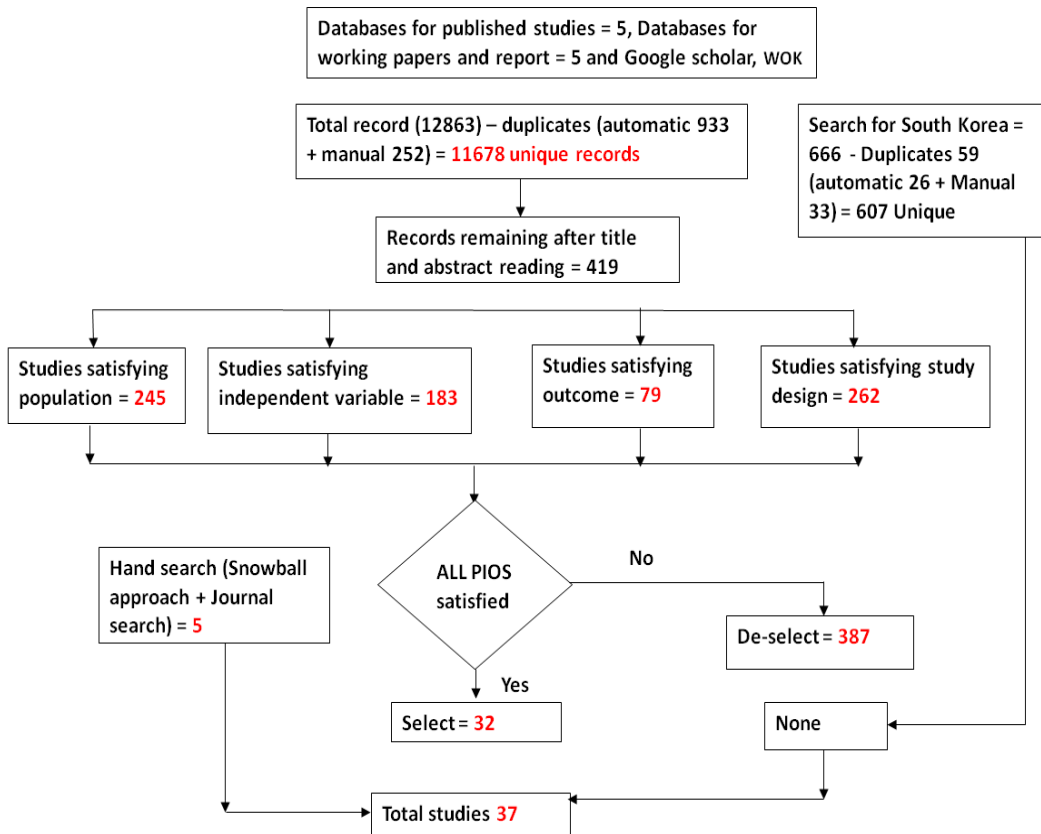 Databases for published studies = 5, Databases for
working papers and report = 5 and Google scholar, WOK
Total record (12863) – duplicates (automatic 933
+ manual 252) = 11678 unique records
Search for South Korea =
666 - Duplicates 59
(automatic 26 + Manual
33) = 607 Unique
Records remaining after title
and abstract reading = 419
Studies satisfying
population = 245
Studies satisfying
independent variable = 183
Studies satisfying
outcome = 79
Studies satisfying study
design = 262
Hand search (Snowball
approach + Journal
search) = 5
ALL PIOS
satisfied
No
De-select = 387
Yes
Select = 32
None
Total studies 37